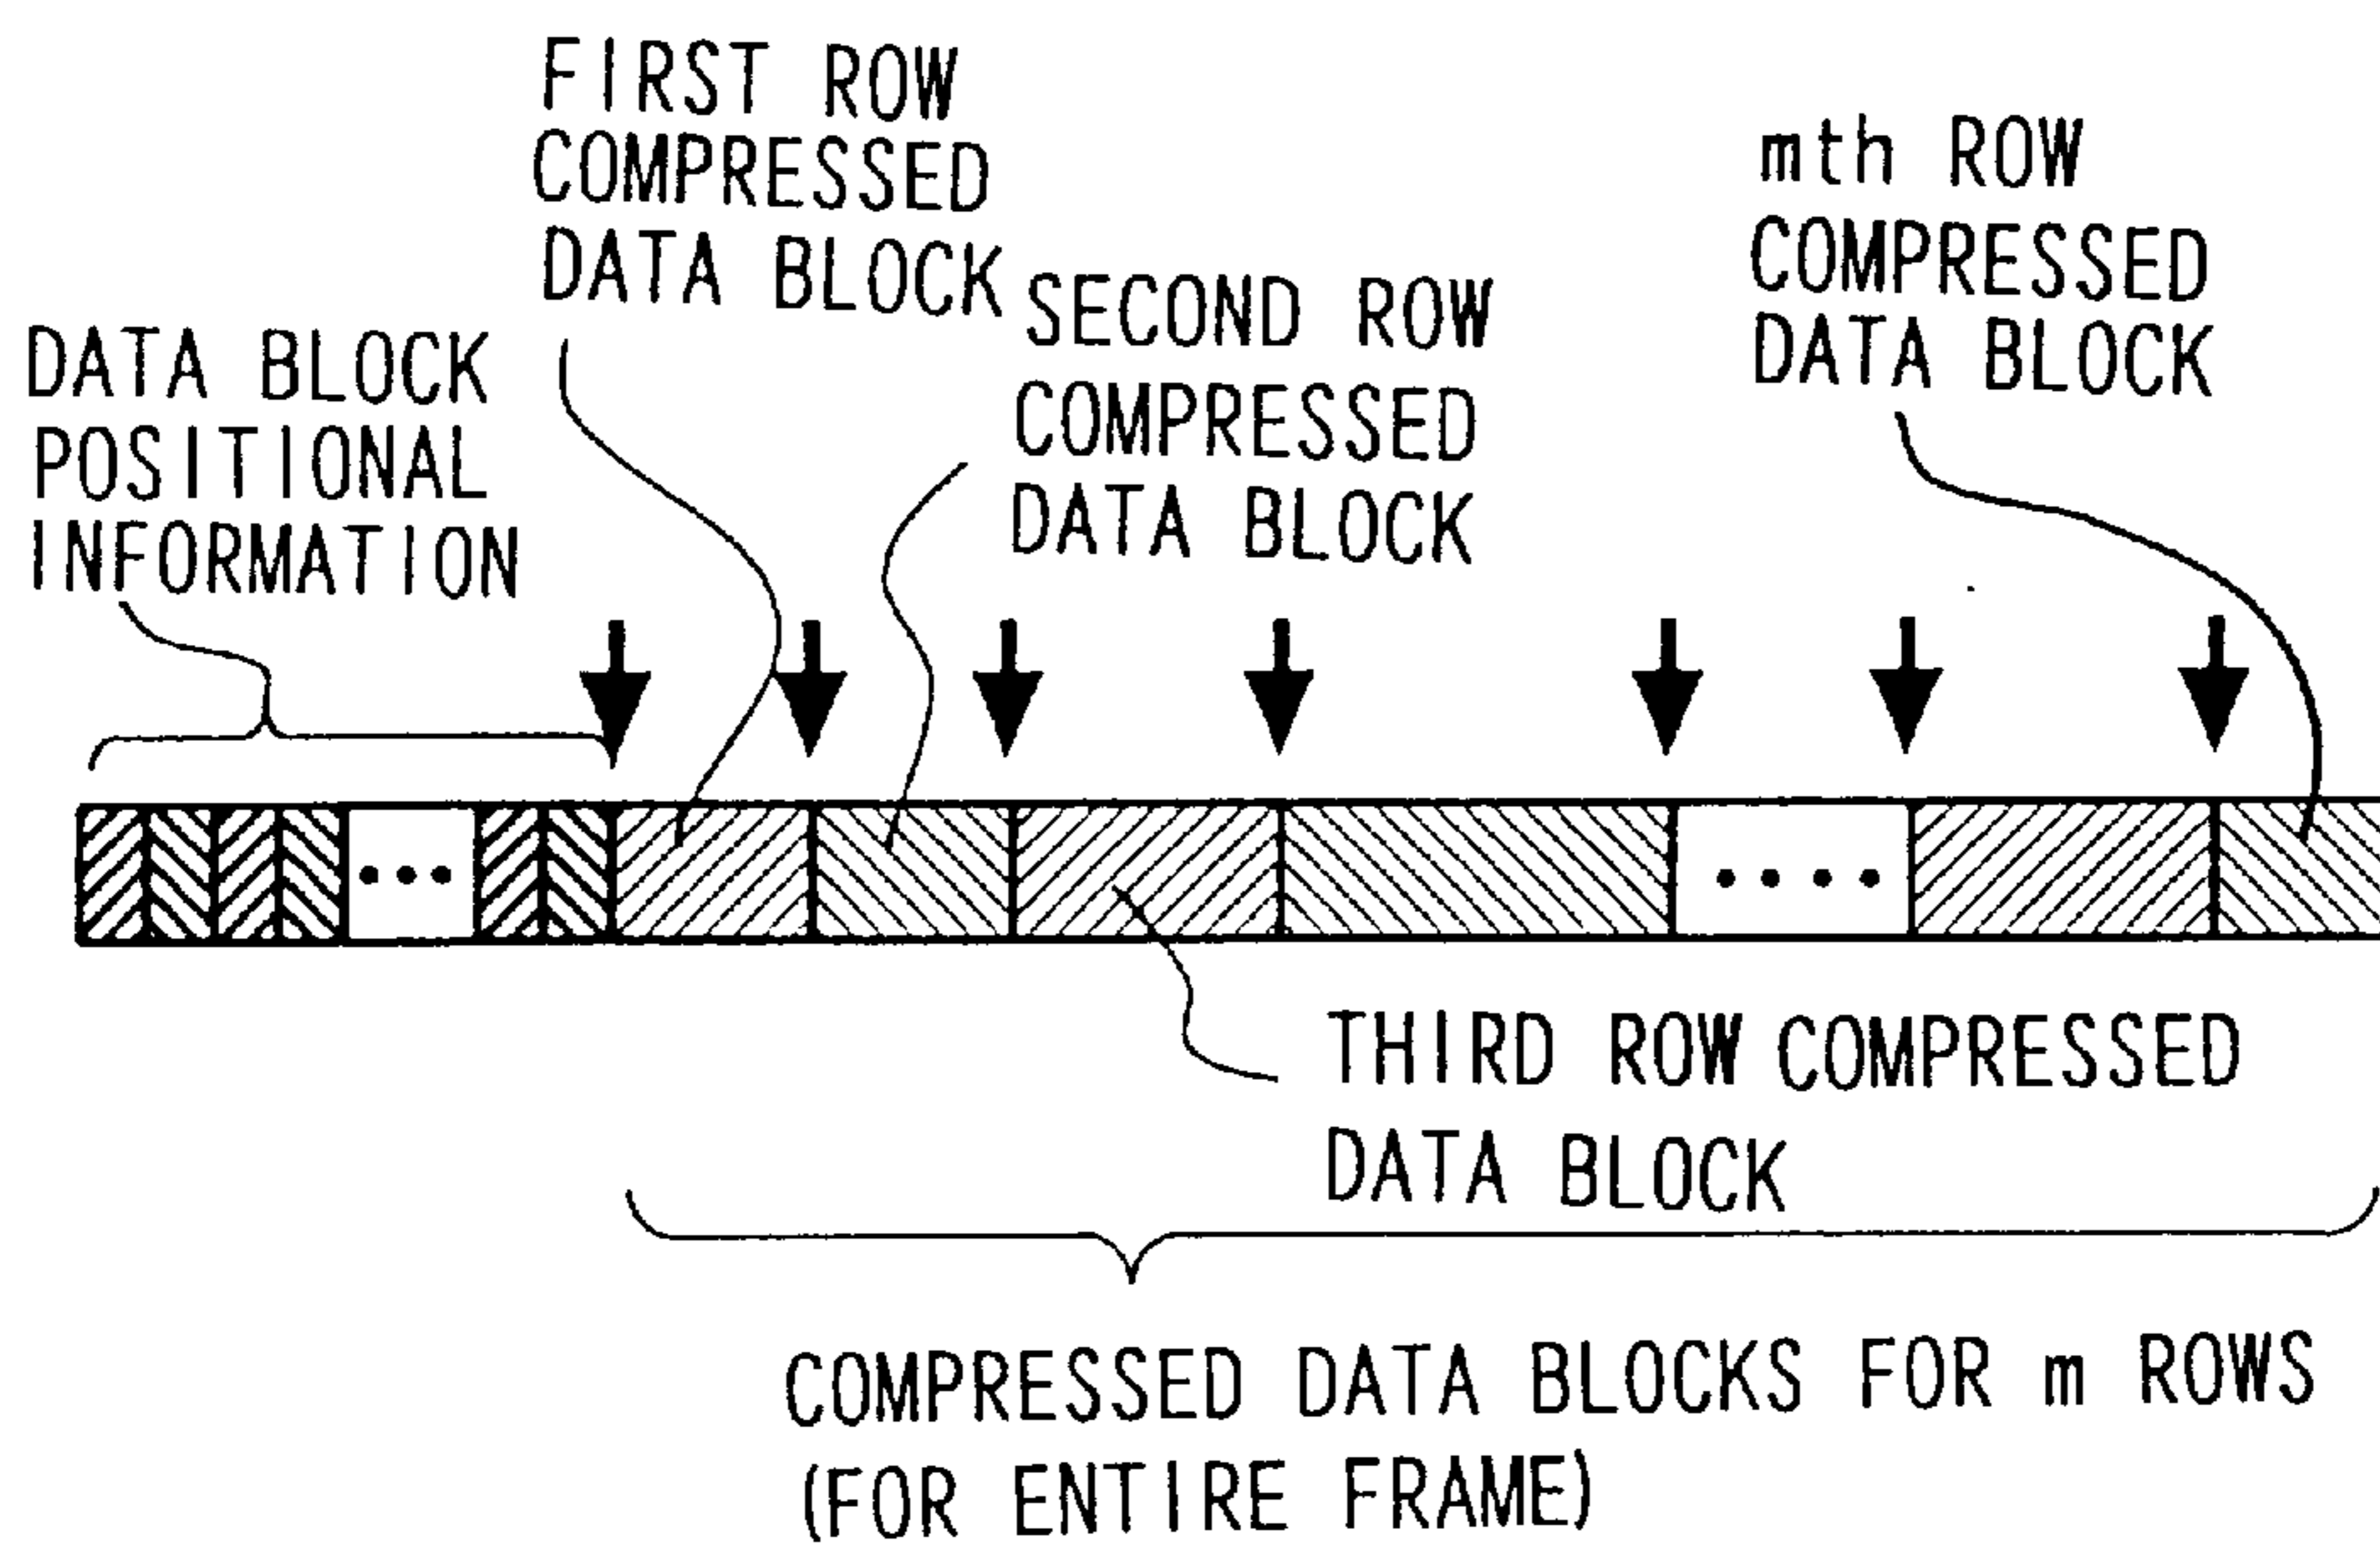 FIRST ROW
COMPRESSED
DATA BLOCK
mth ROW
COMPRESSED
DATA BLOCK
SECOND ROW
COMPRESSED
DATA BLOCK
DATA BLOCK
POSITIONAL
INFORMATION
THIRD ROW COMPRESSED
DATA BLOCK
COMPRESSED DATA BLOCKS FOR m ROWS
(FOR ENTIRE FRAME)